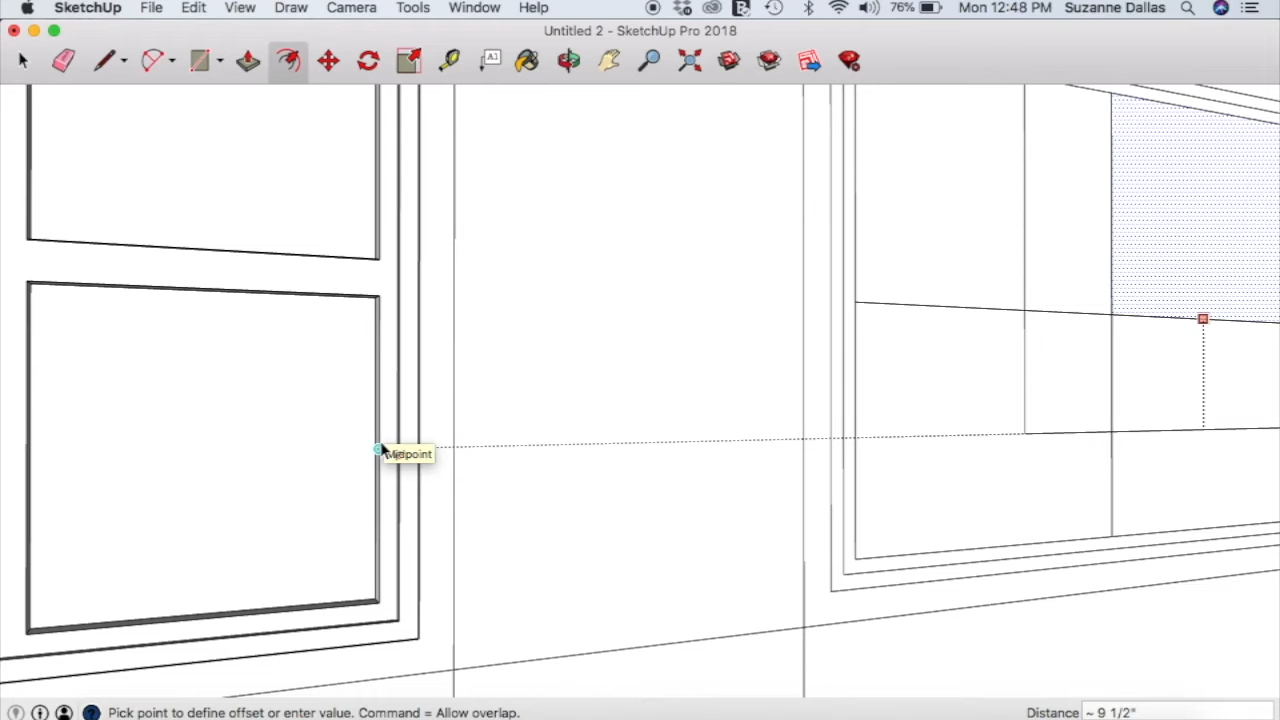 SketchUp File Edit View Draw Camera Tools Window Help 76% Mon 12:48 PM Suzanne Dallas
Untitled 2 - SketchUp Pro 2018
A1
Midpoint
Pick point to define offset or enter value. Command = Allow overlap. Distance ~ 9 1/2"